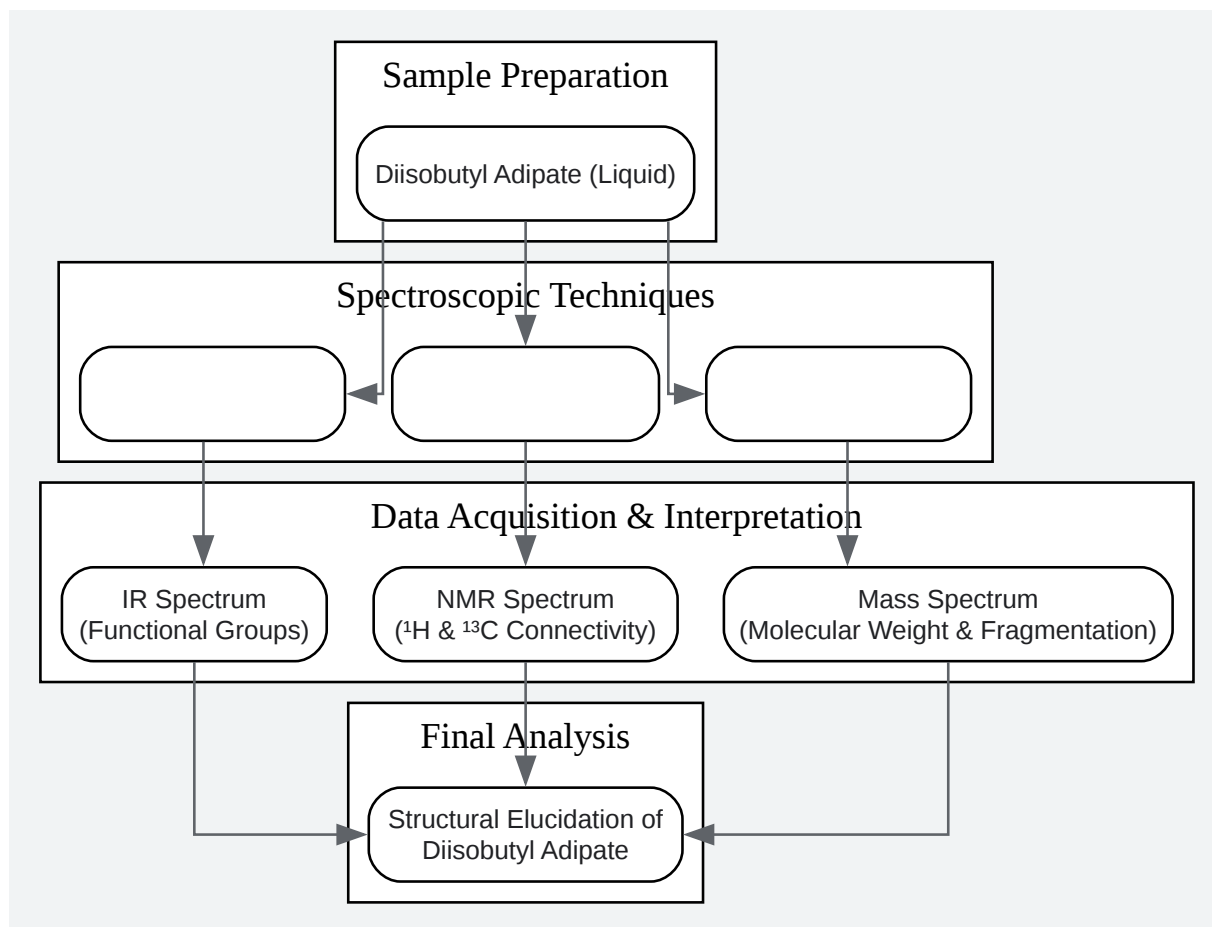 Sample Preparation
Diisobutyl Adipate (Liquid)
Spectroscopic Techniques
Data Acquisition & Interpretation
IR Spectrum
(Functional Groups)
NMR Spectrum
(¹H & ¹³C Connectivity)
Mass Spectrum
(Molecular Weight & Fragmentation)
Final Analysis
Structural Elucidation of
Diisobutyl Adipate